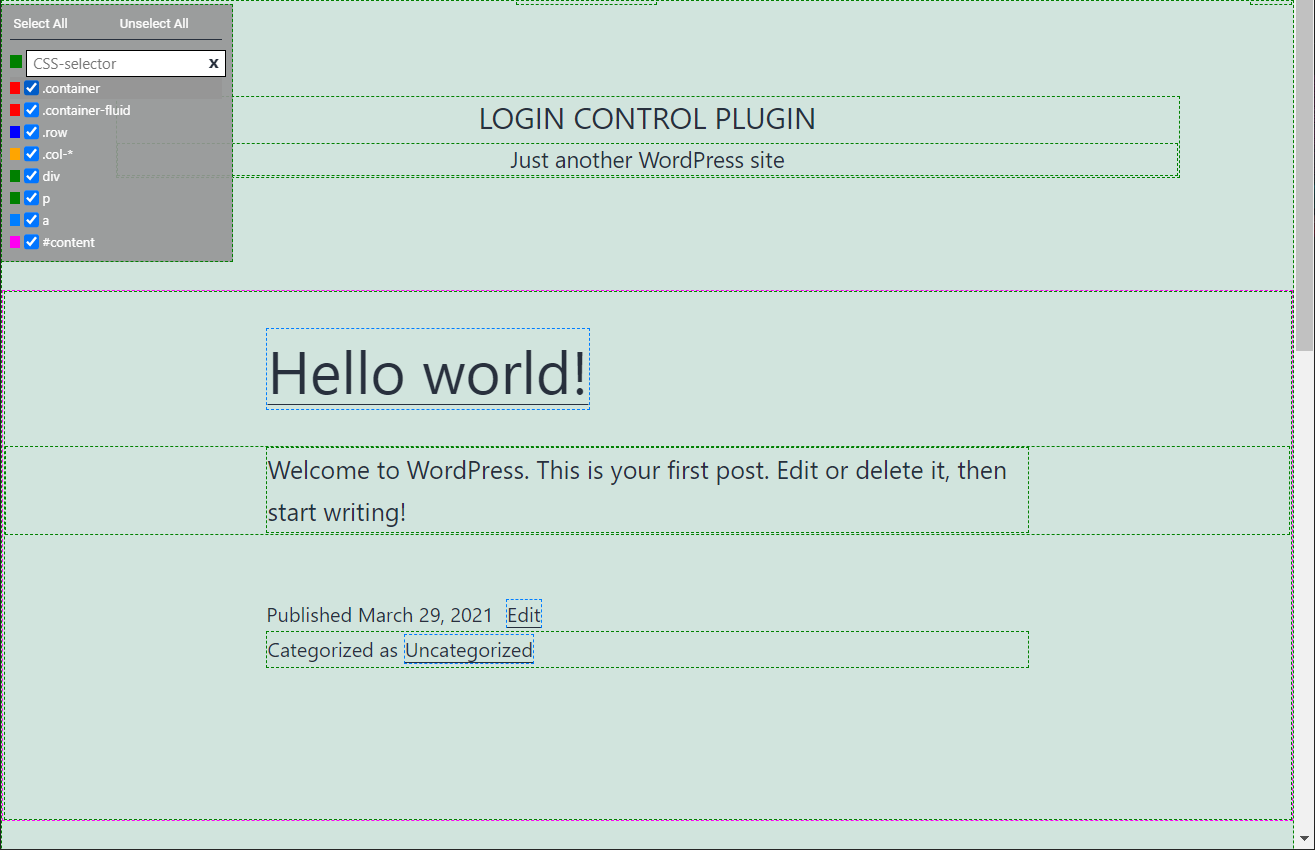 Select All Unselect All
CSS-selector x
.container
.container-fluid
.row
.col-*
div
p
a
#content
LOGIN CONTROL PLUGIN
Just another WordPress site
Hello world!
Welcome to WordPress. This is your first post. Edit or delete it, then
start writing!
Published March 29, 2021 Edit
Categorized as Uncategorized